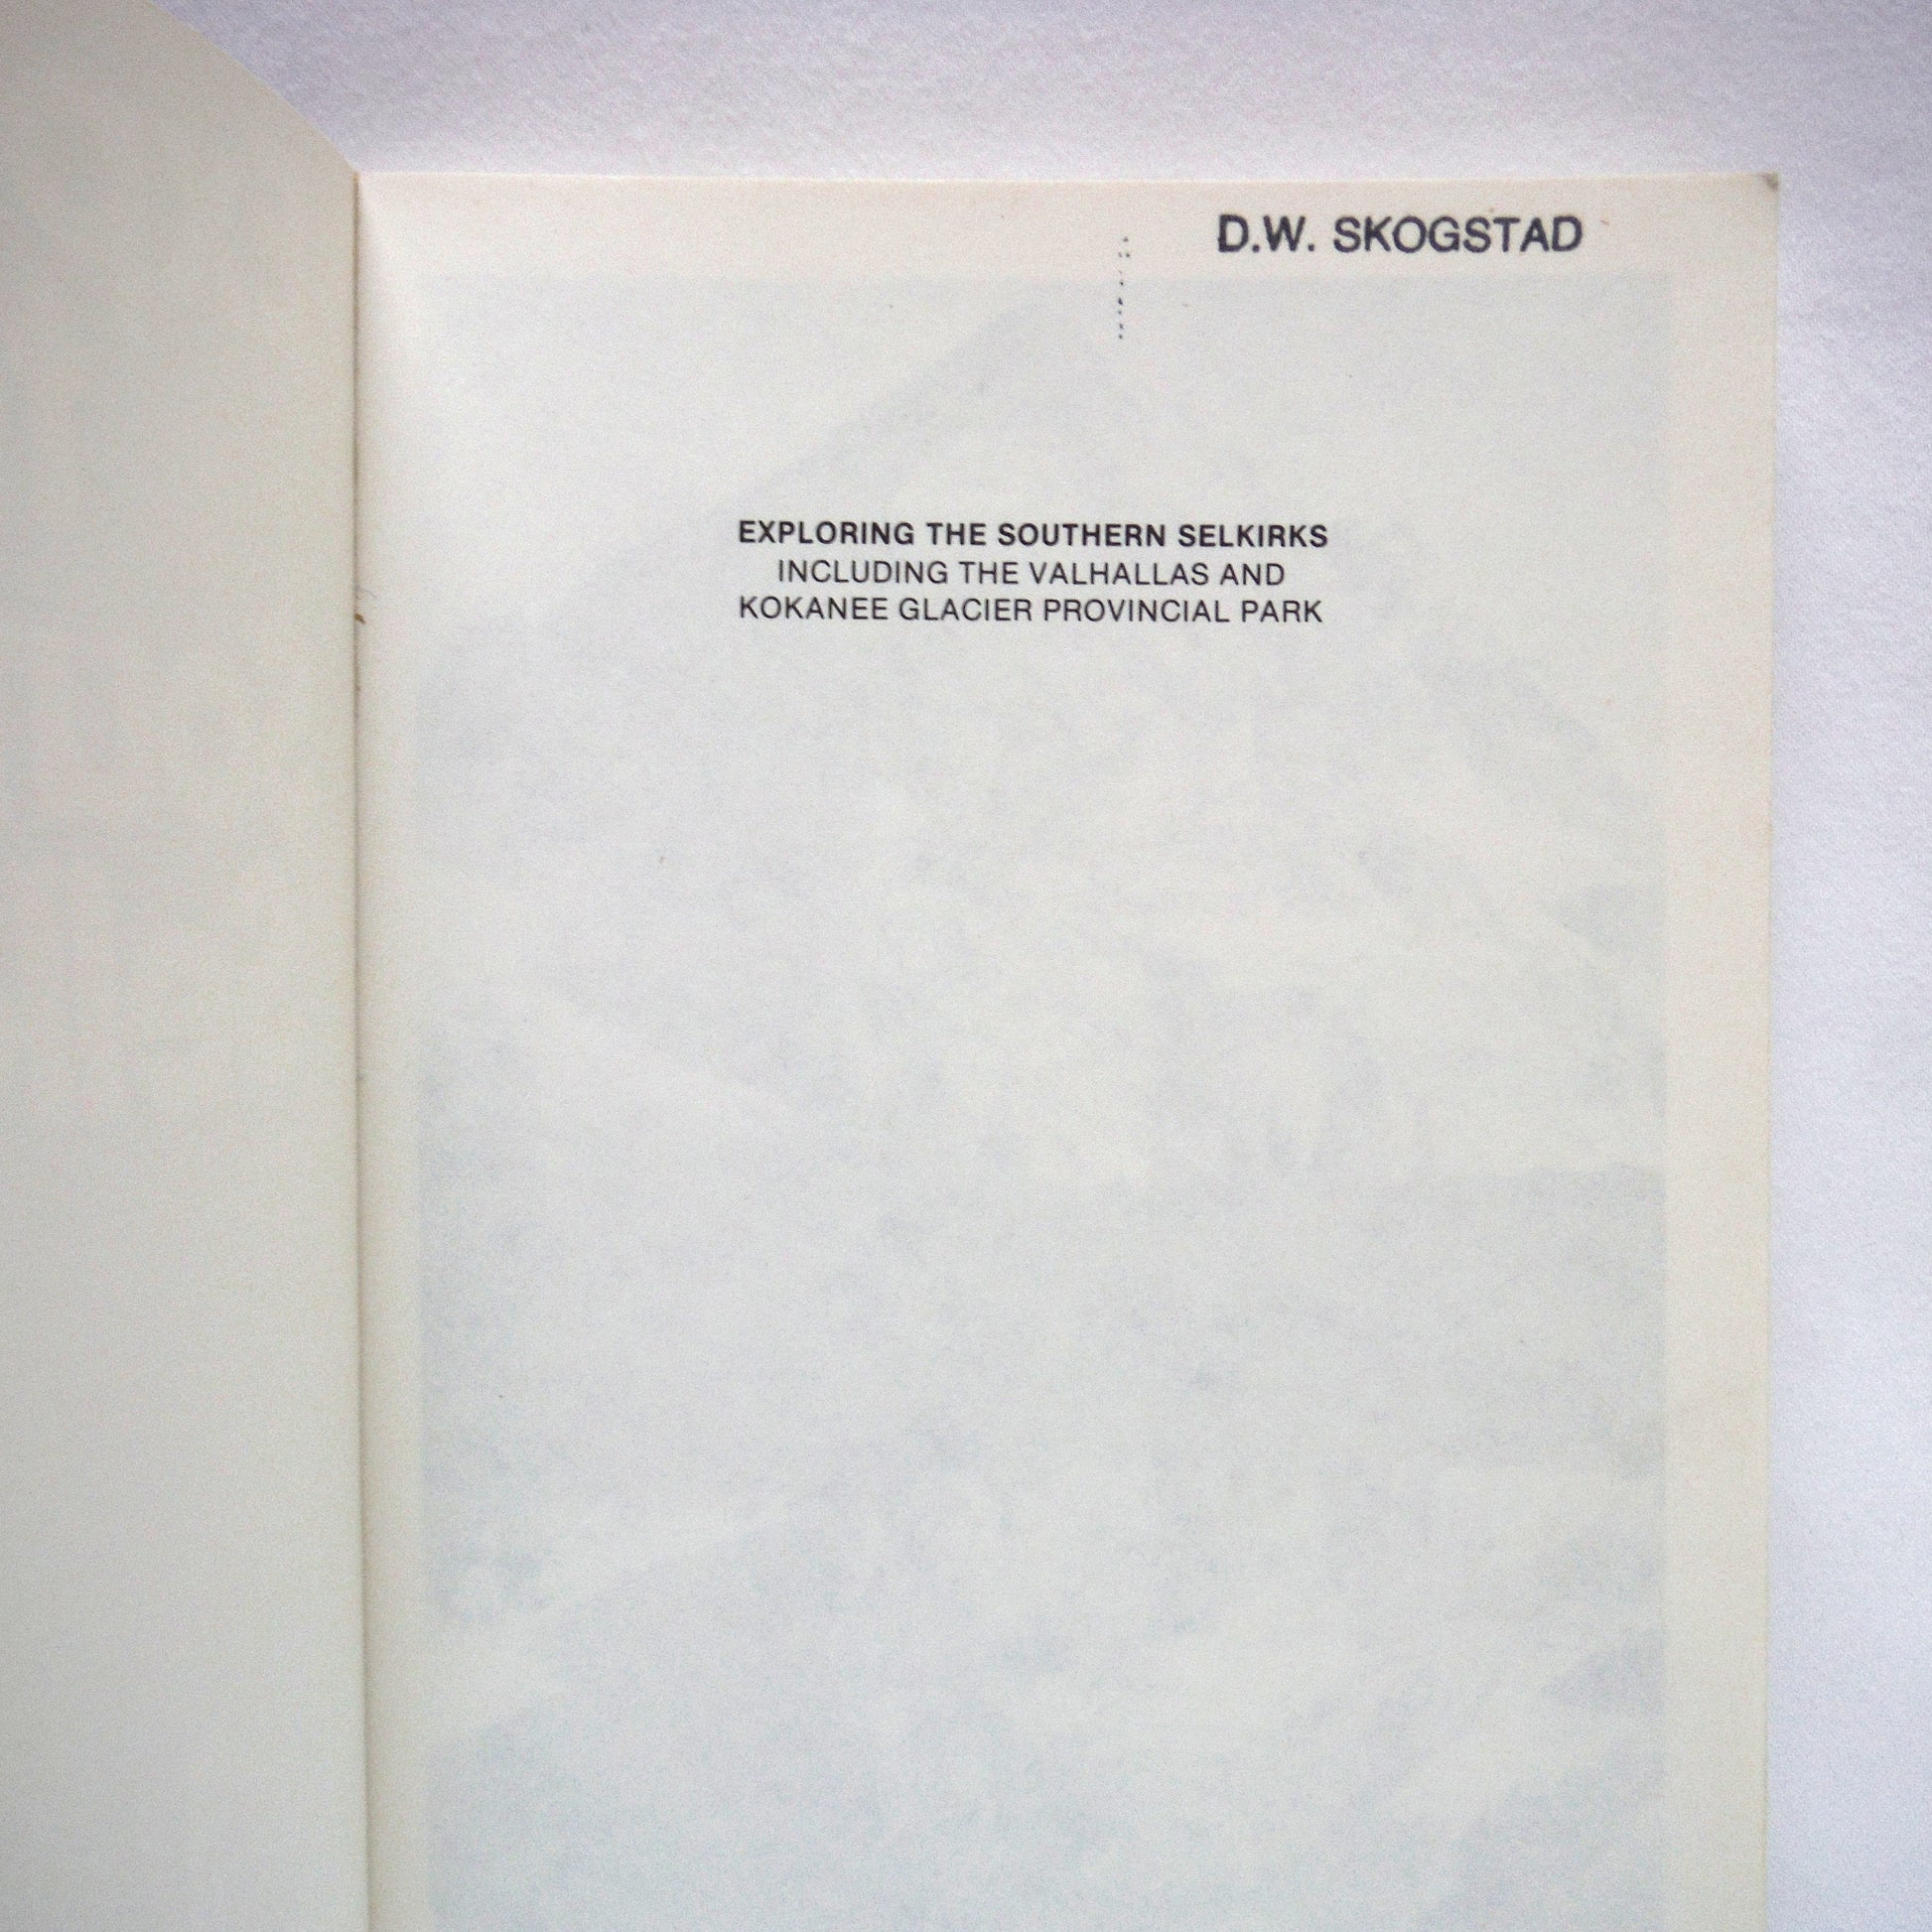 D.W. SKOGSTAD
EXPLORING THE SOUTHERN SELKIRKS
INCLUDING THE VALHALLAS AND
KOKANEE GLACIER PROVINCIAL PARK